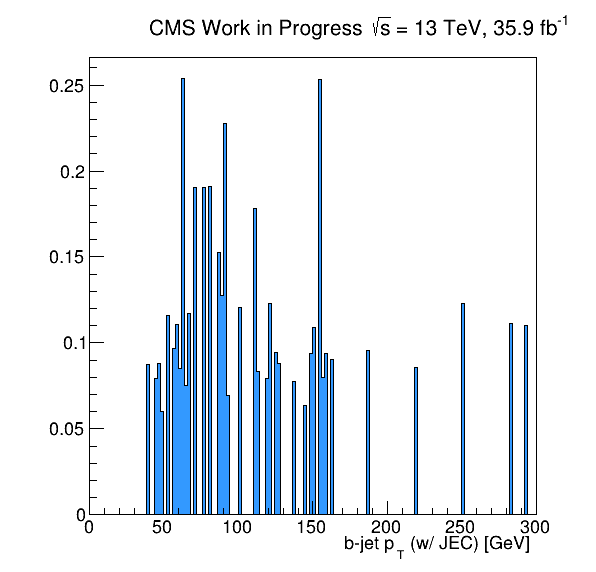 CMS Work in Progress √s = 13 TeV, 35.9 fb⁻¹
0.25
0.2
0.15
0.1
0.05
0
0 50 100 150 200 250 300
b-jet p_T (w/ JEC) [GeV]